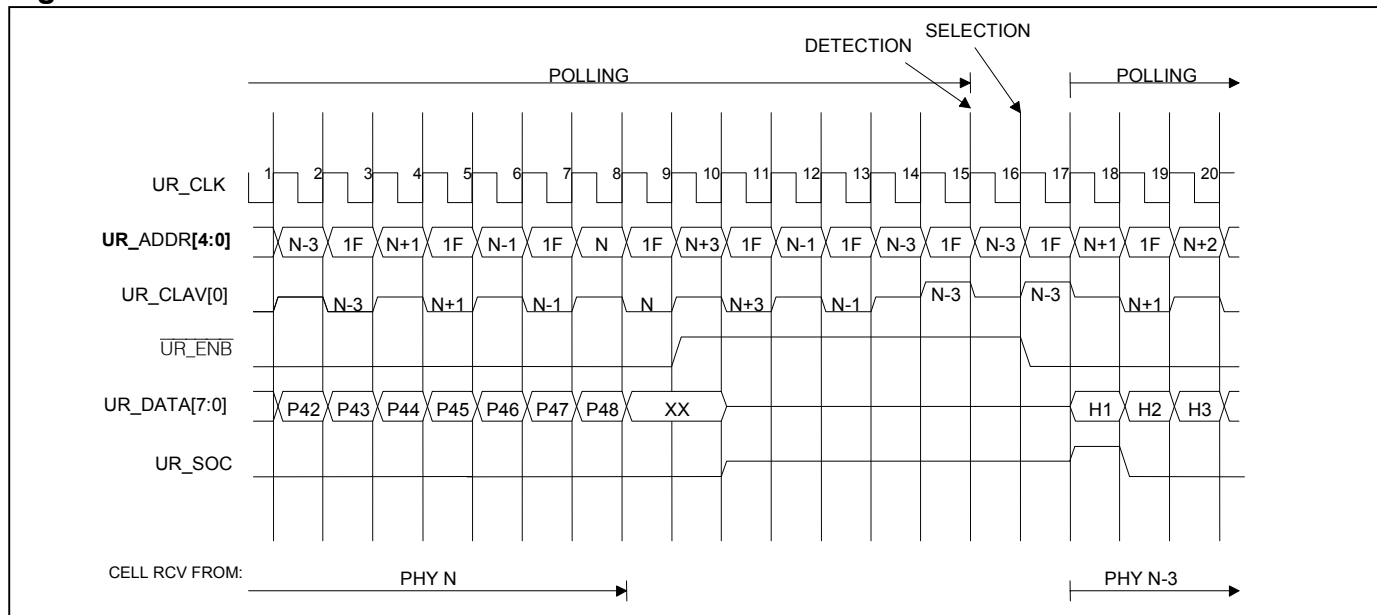 SELECTION
DETECTION
POLLING POLLING
UR_CLK 1 2 3 4 5 6 7 8 9 10 11 12 13 14 15 16 17 18 19 20
UR_ADDR[4:0] N-3 1F N+1 1F N-1 1F N 1F N+3 1F N-1 1F N-3 1F N-3 1F N+1 1F N+2
UR_CLAV[0] N-3 N+1 N-1 N N+3 N-1 N-3 N-3 N+1
UR_ENB
UR_DATA[7:0] P42 P43 P44 P45 P46 P47 P48 XX H1 H2 H3
UR_SOC
CELL RCV FROM: PHY N PHY N-3